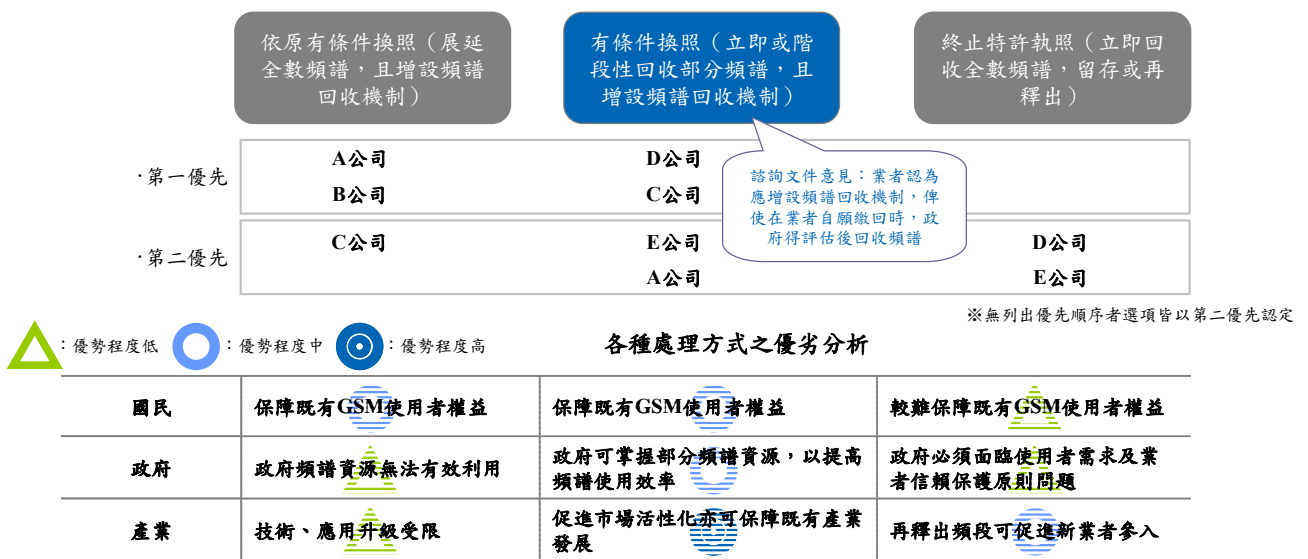 依原有條件換照（展延
全數頻譜，且增設頻譜
回收機制）
有條件換照（立即或階
段性回收部分頻譜，且
增設頻譜回收機制）
終止特許執照（立即回
收全數頻譜，留存或再
釋出）
·第一優先
A公司
D公司
B公司
C公司
諮詢文件意見：業者認為
應增設頻譜回收機制，俾
使在業者自願繳回時，政
府得評估後回收頻譜
·第二優先
C公司
E公司
D公司
A公司
E公司
※無列出優先順序者選項皆以第二優先認定
：優勢程度低
：優勢程度中
：優勢程度高
各種處理方式之優劣分析
國民
保障既有GSM使用者權益
保障既有GSM使用者權益
較難保障既有GSM使用者權益
政府
政府頻譜資源無法有效利用
政府可掌握部分頻譜資源，以提高
頻譜使用效率
政府必須面臨使用者需求及業
者信賴保護原則問題
產業
技術、應用升級受限
促進市場活性化亦可保障既有產業
發展
再釋出頻段可促進新業者參入